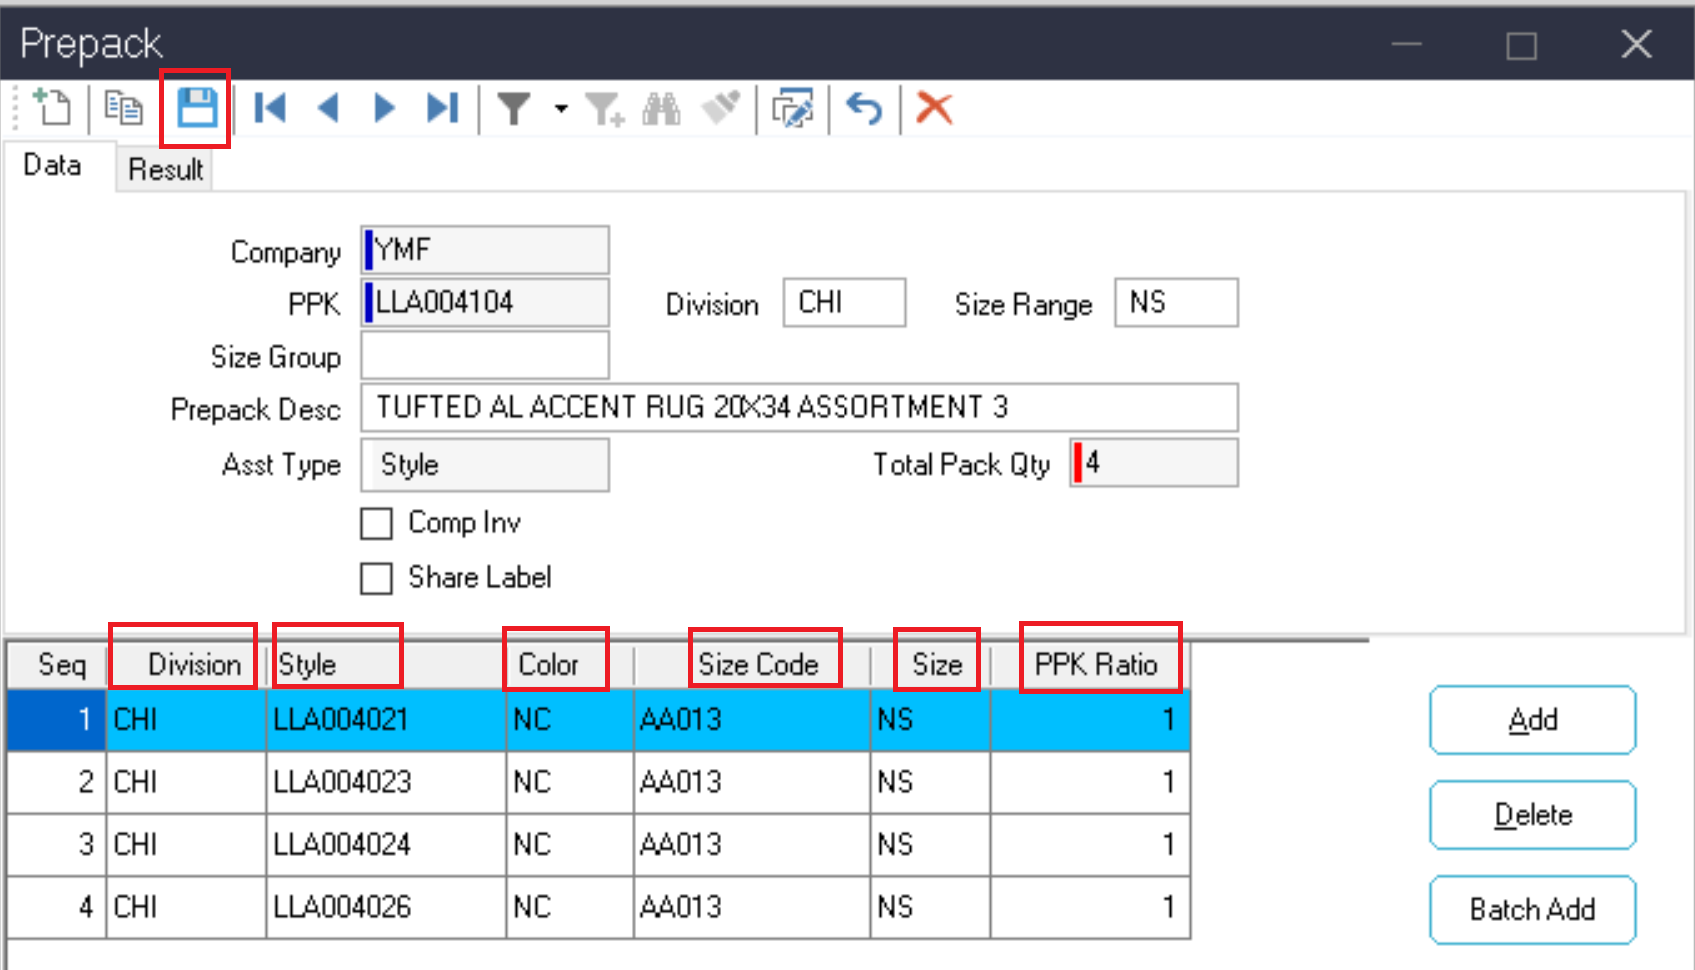 Prepack
Data Result
Company YMF
PPK LLA004104 Division CHI Size Range NS
Size Group
Prepack Desc TUFTED AL ACCENT RUG 20X34 ASSORTMENT 3
Asst Type Style Total Pack Qty 4
Comp Inv
Share Label
Seq Division Style Color Size Code Size PPK Ratio
1 CHI LLA004021 NC AA013 NS 1
Add
2 CHI LLA004023 NC AA013 NS 1
Delete
3 CHI LLA004024 NC AA013 NS 1
4 CHI LLA004026 NC AA013 NS 1
Batch Add